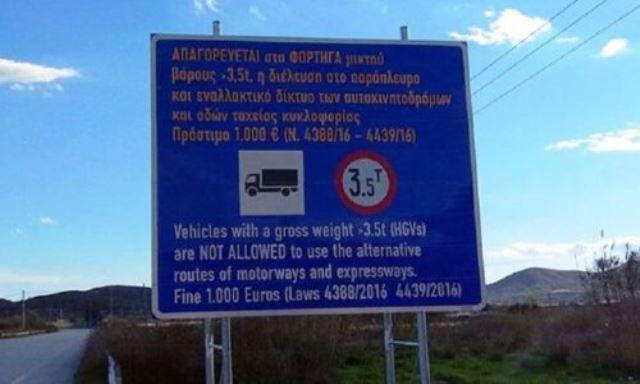 ΑΠΑΓΟΡΕΥΕΤΑΙ στα ΦΟΡΤΗΓΑ μικτού
βάρους >3,5t. η διέλευση στο παράπλευρο
και εναλλακτικό δίκτυο των αυτοκινητοδρόμων
και οδών ταχείας κυκλοφορίας
Πρόστιμο 1.000 € (Ν. 4388/16 - 4439/16)
3.5T
Vehicles with a gross weight >3.5t (HGVs)
are NOT ALLOWED to use the alternative
routes of motorways and expressways.
Fine 1.000 Euros (Laws 4388/2016 4439/2016)